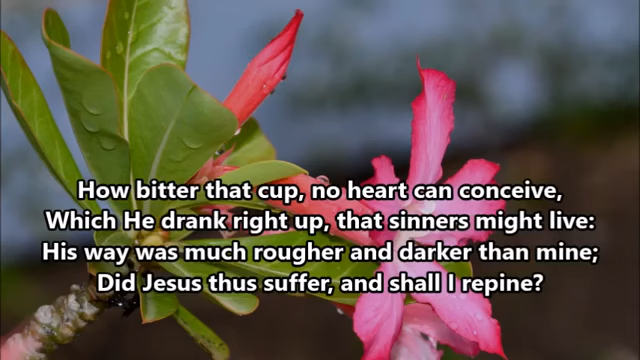 How bitter that cup, no heart can conceive,
Which He drank right up, that sinners might live:
His way was much rougher and darker than mine;
Did Jesus thus suffer, and shall I repine?